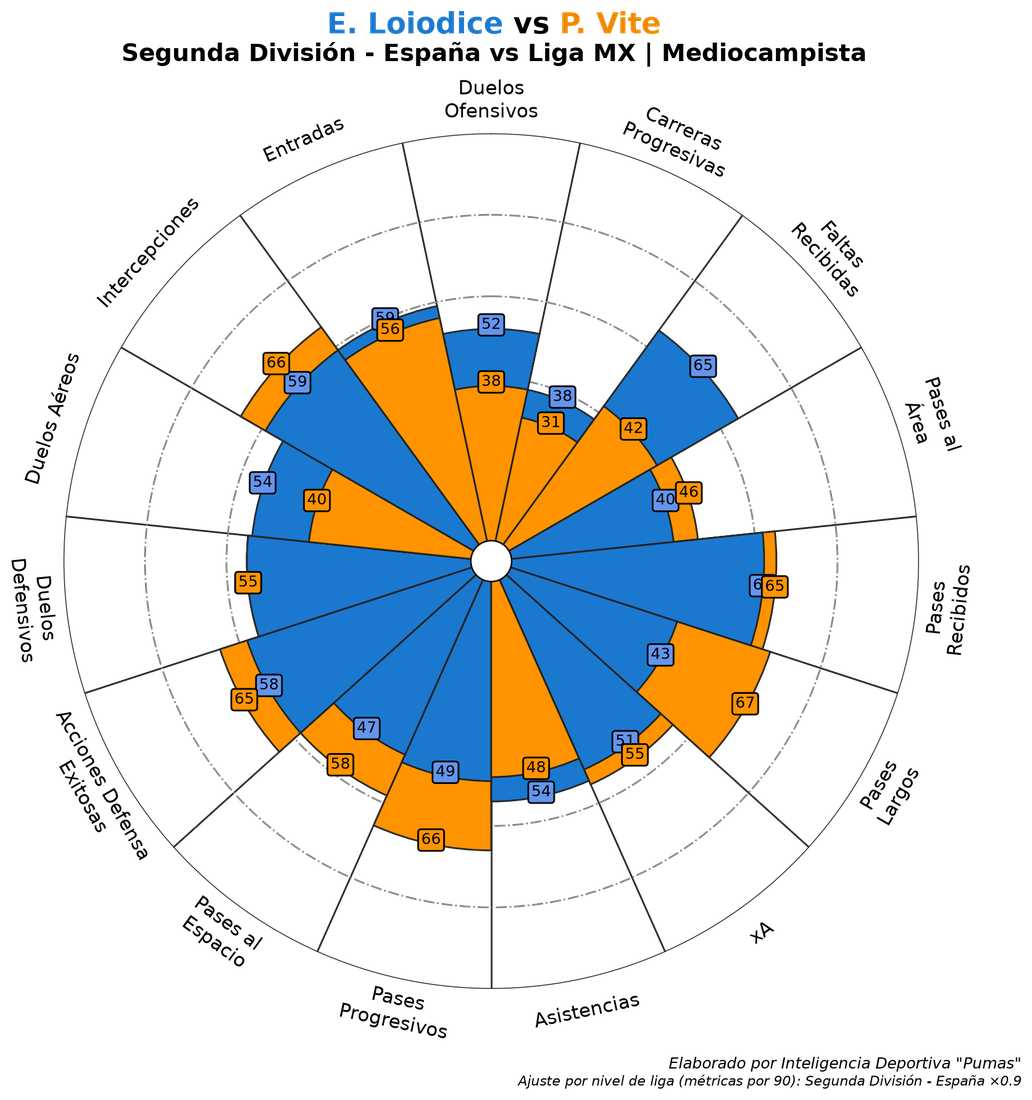 E. Loiodice vs P. Vite
Segunda División - España vs Liga MX | Mediocampista
Duelos
Ofensivos
52
38
Carreras
Progresivas
38
31
Faltas
Recibidas
65
42
Pases al
Área
40
46
Pases
Recibidos
65
Pases
Largos
43
67
xA
51
55
Asistencias
48
54
Pases
Progresivos
49
66
Pases al
Espacio
47
58
Acciones Defensa
Exitosas
58
65
Duelos
Defensivos
55
Duelos Aéreos
54
40
Intercepciones
66
59
Entradas
59
56
Elaborado por Inteligencia Deportiva "Pumas"
Ajuste por nivel de liga (métricas por 90): Segunda División - España ×0.9